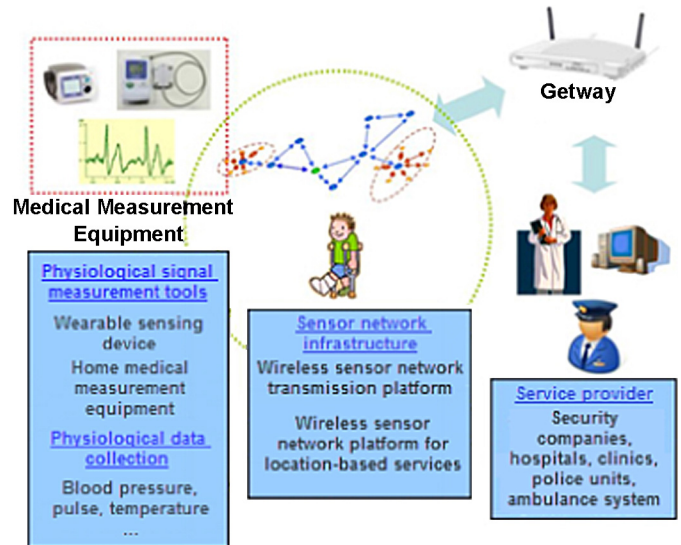 Getway
Medical Measurement
Equipment
Physiological signal
measurement tools
Wearable sensing
device
Home medical
measurement
equipment
Physiological data
collection
Blood pressure,
pulse, temperature
...
Sensor network
infrastructure
Wireless sensor network
transmission platform
Wireless sensor
network platform for
location-based services
Service provider
Security
companies,
hospitals, clinics,
police units,
ambulance system